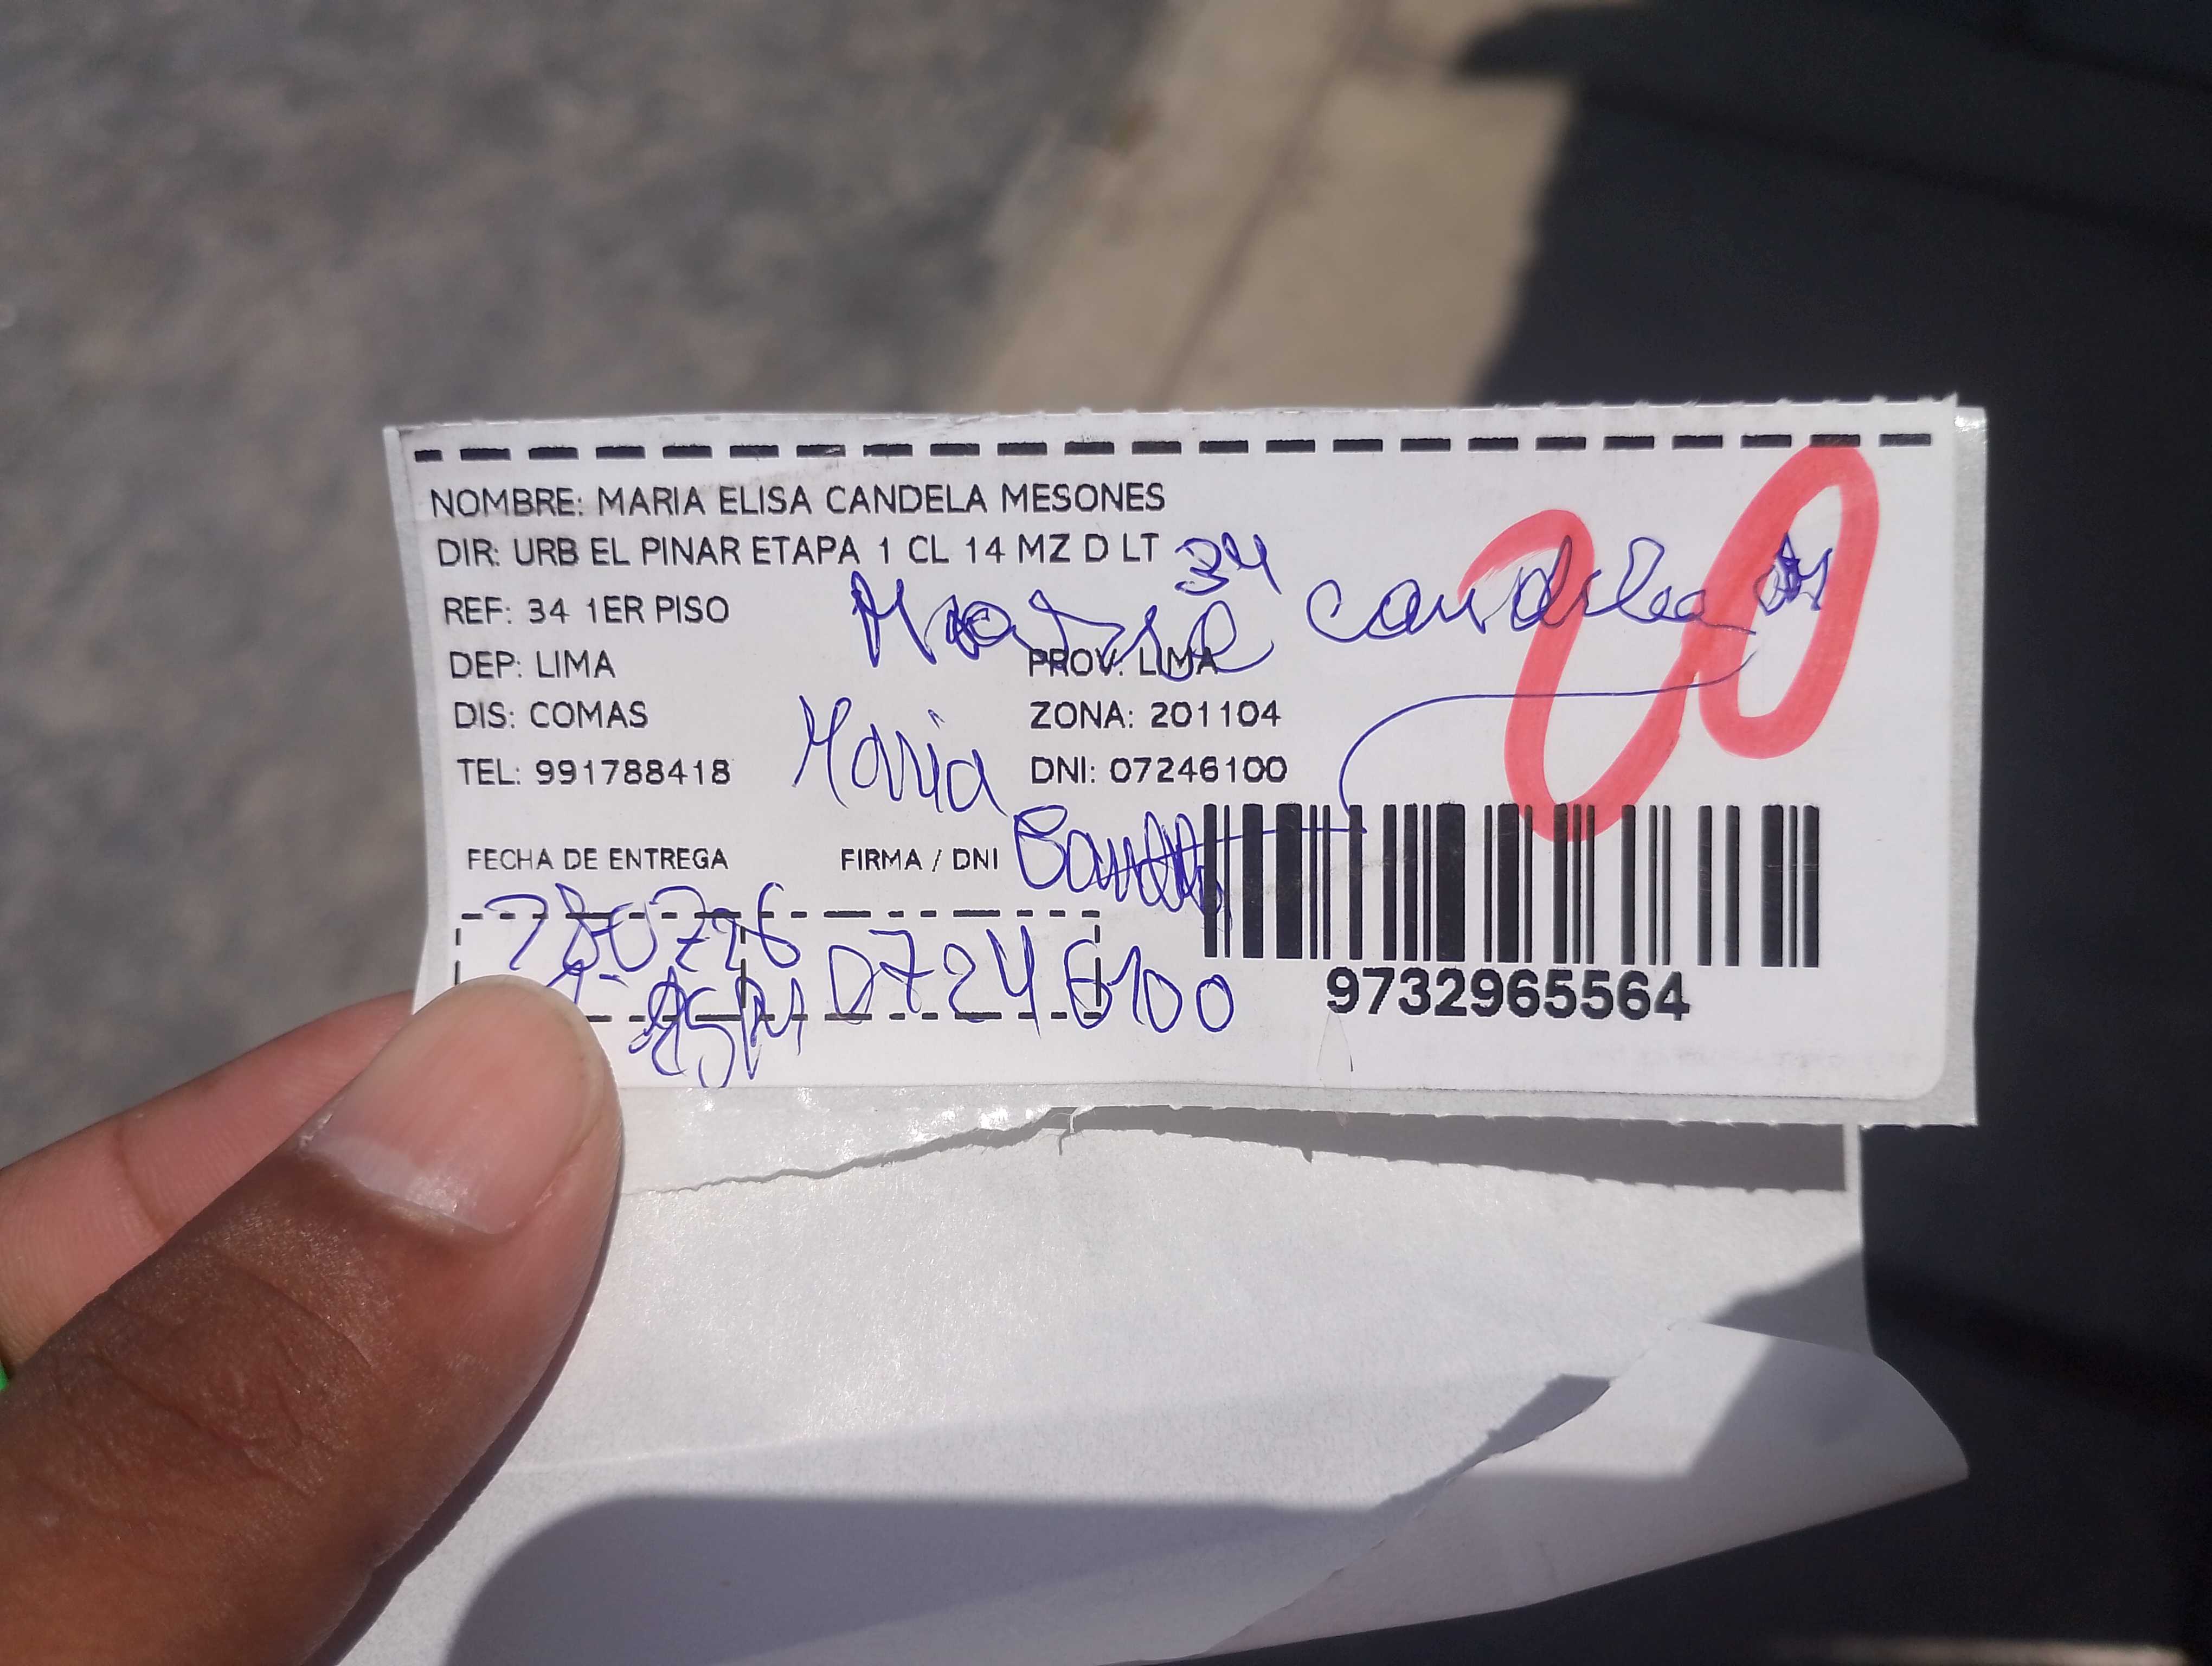 NOMBRE: MARIA ELISA CANDELA MESONES
DIR: URB EL PINAR ETAPA 1 CL 14 MZ D LT 34
REF: 34 1ER PISO
candela
DEP: LIMA PROV: LIMA
DIS: COMAS ZONA: 201104
Maria
TEL: 991788418 DNI: 07246100
FECHA DE ENTREGA FIRMA / DNI
07246100
9732965564